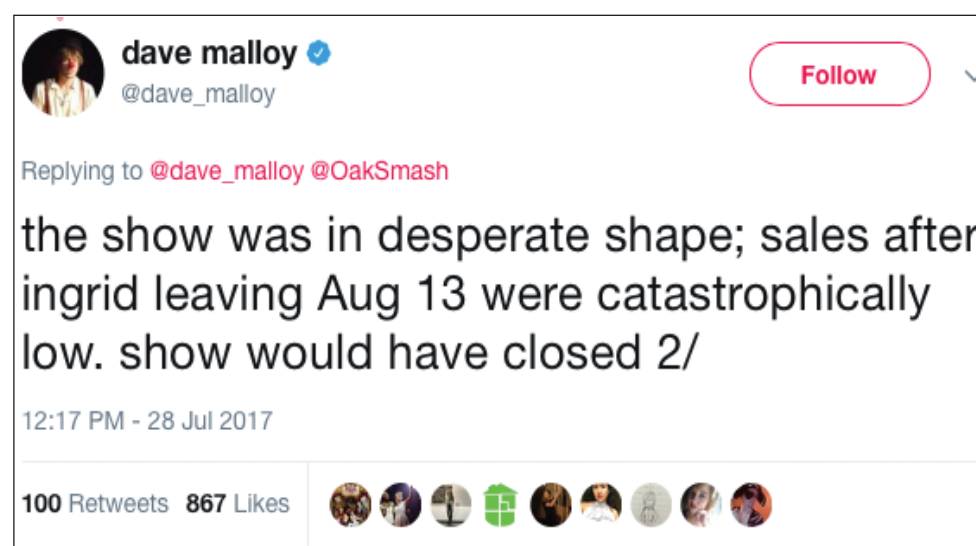 dave malloy
@dave_malloy
Follow
Replying to @dave_malloy @OakSmash
the show was in desperate shape; sales after
ingrid leaving Aug 13 were catastrophically
low. show would have closed 2/
12:17 PM - 28 Jul 2017
100 Retweets 867 Likes